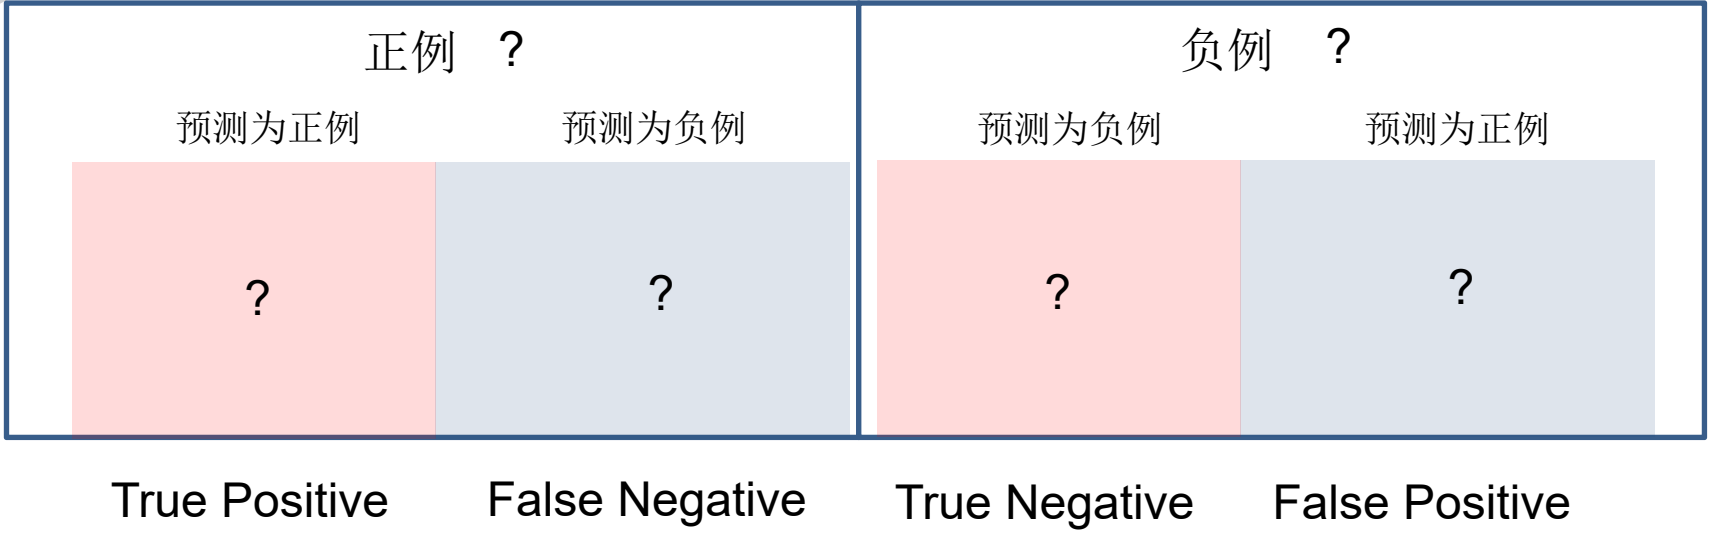 正例 ?
负例 ?
预测为正例
预测为负例
预测为负例
预测为正例
?
?
?
?
True Positive
False Negative
True Negative
False Positive